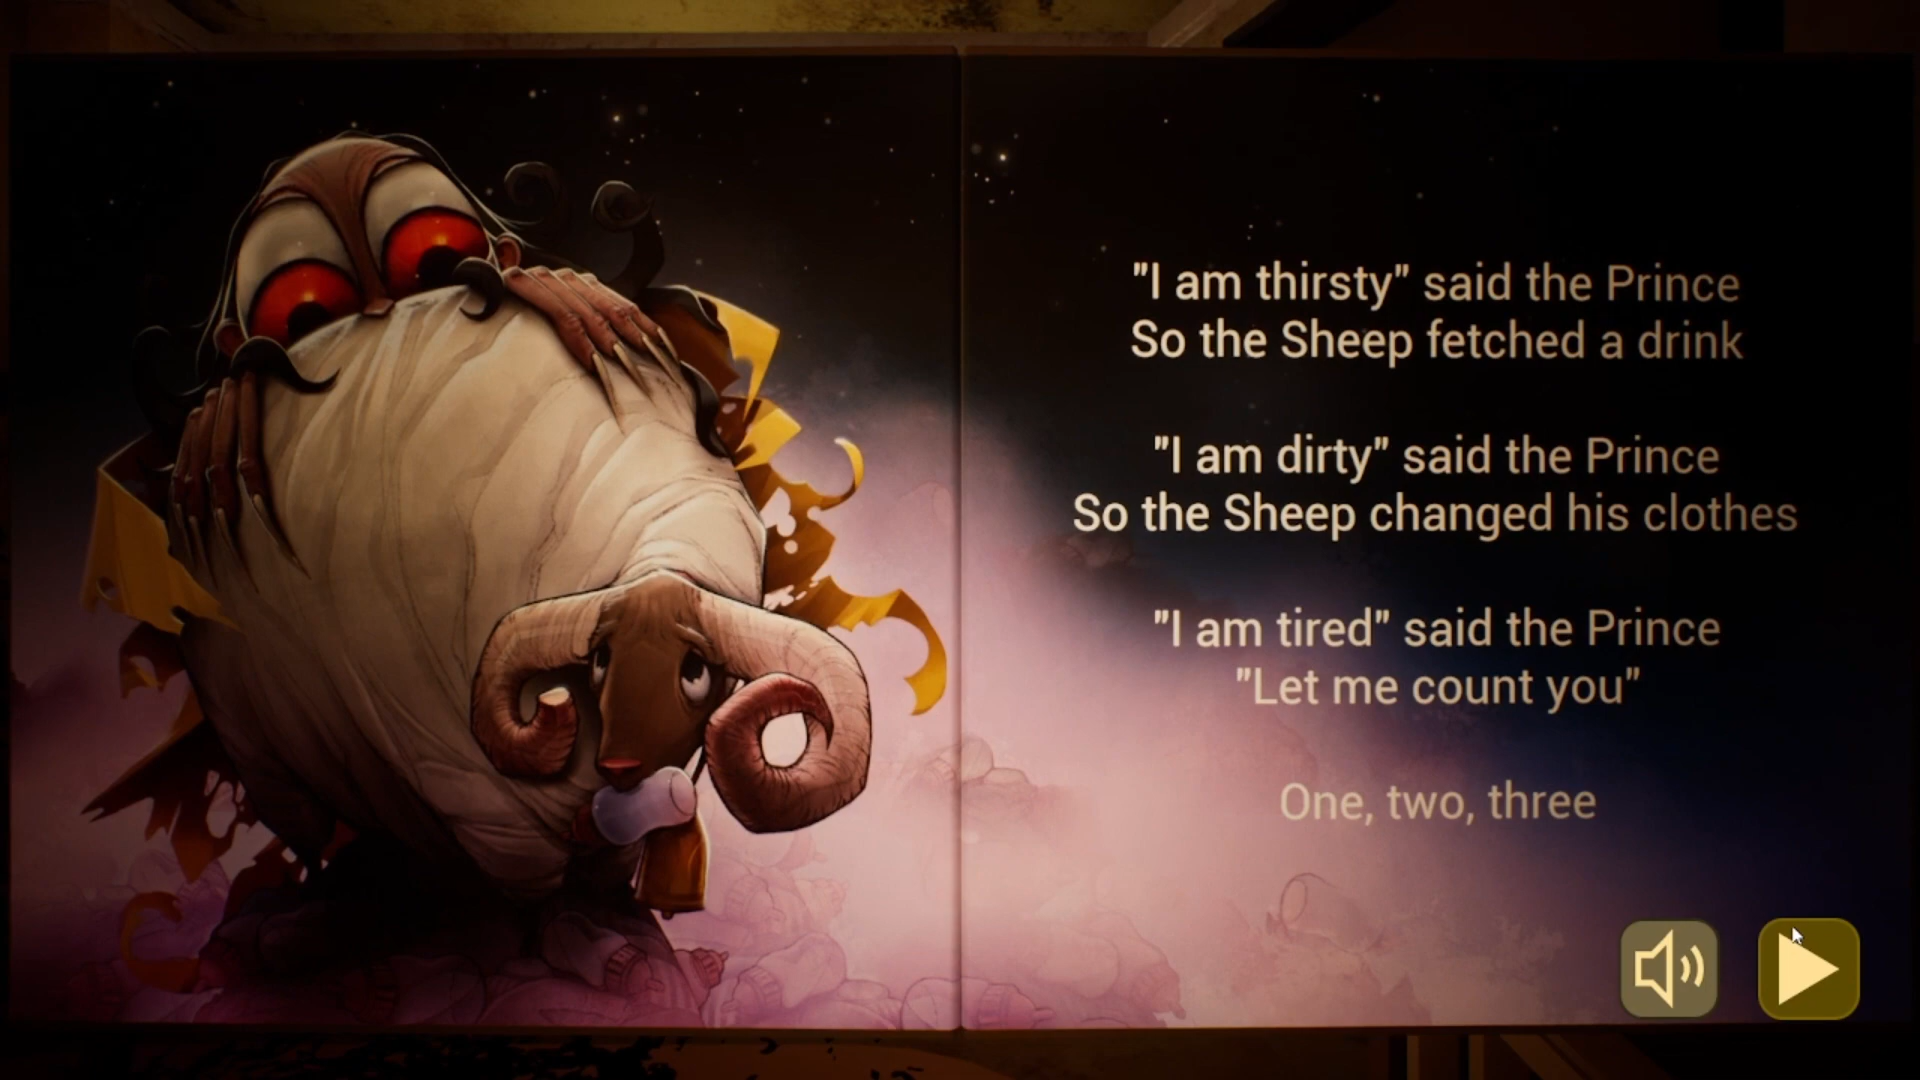 "I am thirsty" said the Prince
So the Sheep fetched a drink
"I am dirty" said the Prince
So the Sheep changed his clothes
"I am tired" said the Prince
"Let me count you"
One, two, three